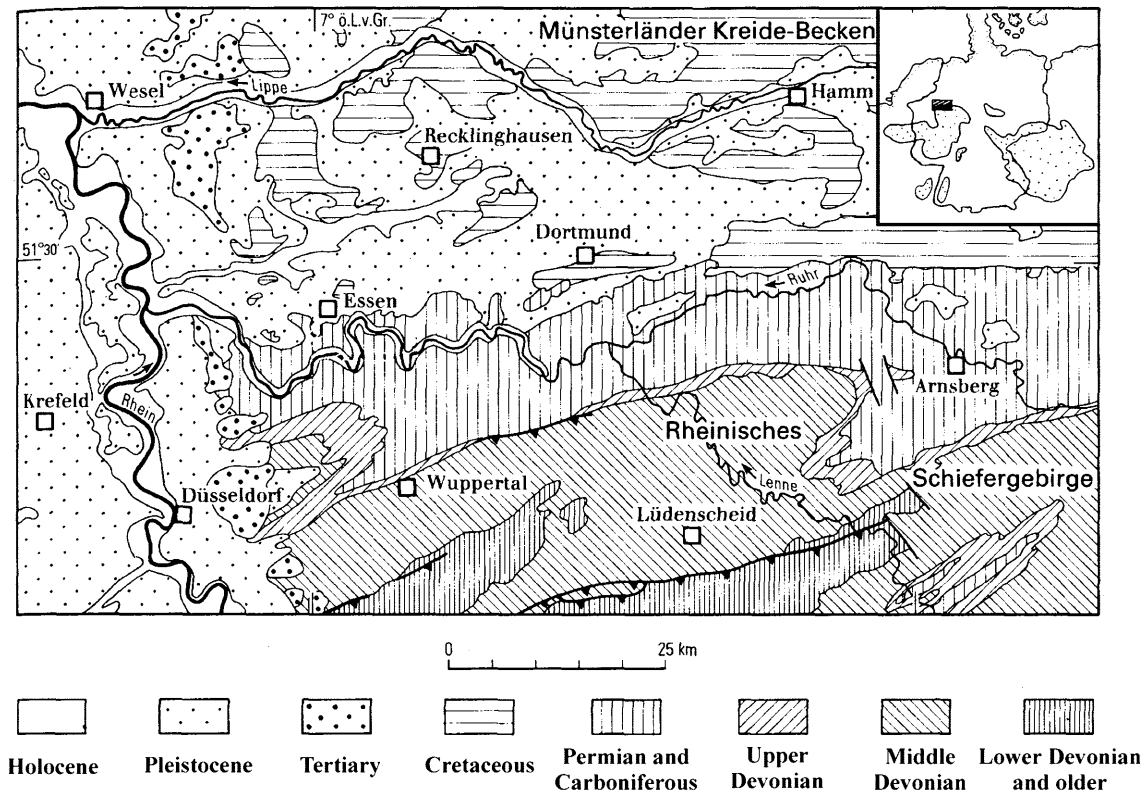 7° ö.L.v.Gr.
Münsterländer Kreide-Becken
Wesel
Lippe
Hamm
Recklinghausen
51°30'
Dortmund
Ruhr
Essen
Arnsberg
Krefeld
Rhein
Rheinisches
Schiefergebirge
Wuppertal
Lenne
Düsseldorf
Lüdenscheid
0 25 km
Holocene
Pleistocene
Tertiary
Cretaceous
Permian and
Carboniferous
Upper
Devonian
Middle
Devonian
Lower Devonian
and older